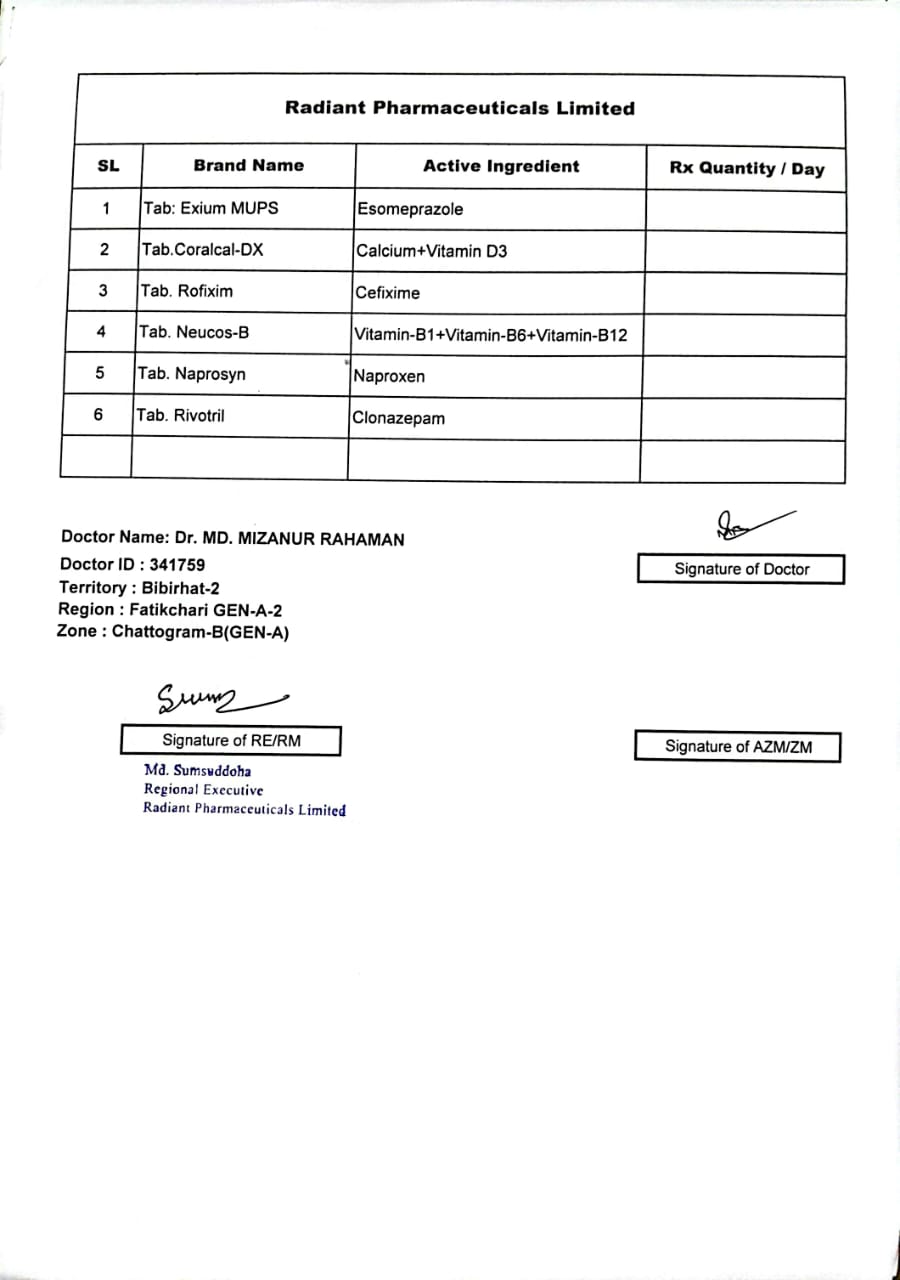 Radiant Pharmaceuticals Limited
SL Brand Name Active Ingredient Rx Quantity / Day
1 Tab: Exium MUPS Esomeprazole
2 Tab.Coralcal-DX Calcium+Vitamin D3
3 Tab. Rofixim Cefixime
4 Tab. Neucos-B Vitamin-B1+Vitamin-B6+Vitamin-B12
5 Tab. Naprosyn Naproxen
6 Tab. Rivotril Clonazepam
Doctor Name: Dr. MD. MIZANUR RAHAMAN
Doctor ID : 341759
Territory : Bibirhat-2
Region : Fatikchari GEN-A-2
Zone : Chattogram-B(GEN-A)
Signature of Doctor
Signature of RE/RM
Signature of AZM/ZM
Md. Sumsuddoha
Regional Executive
Radiant Pharmaceuticals Limited